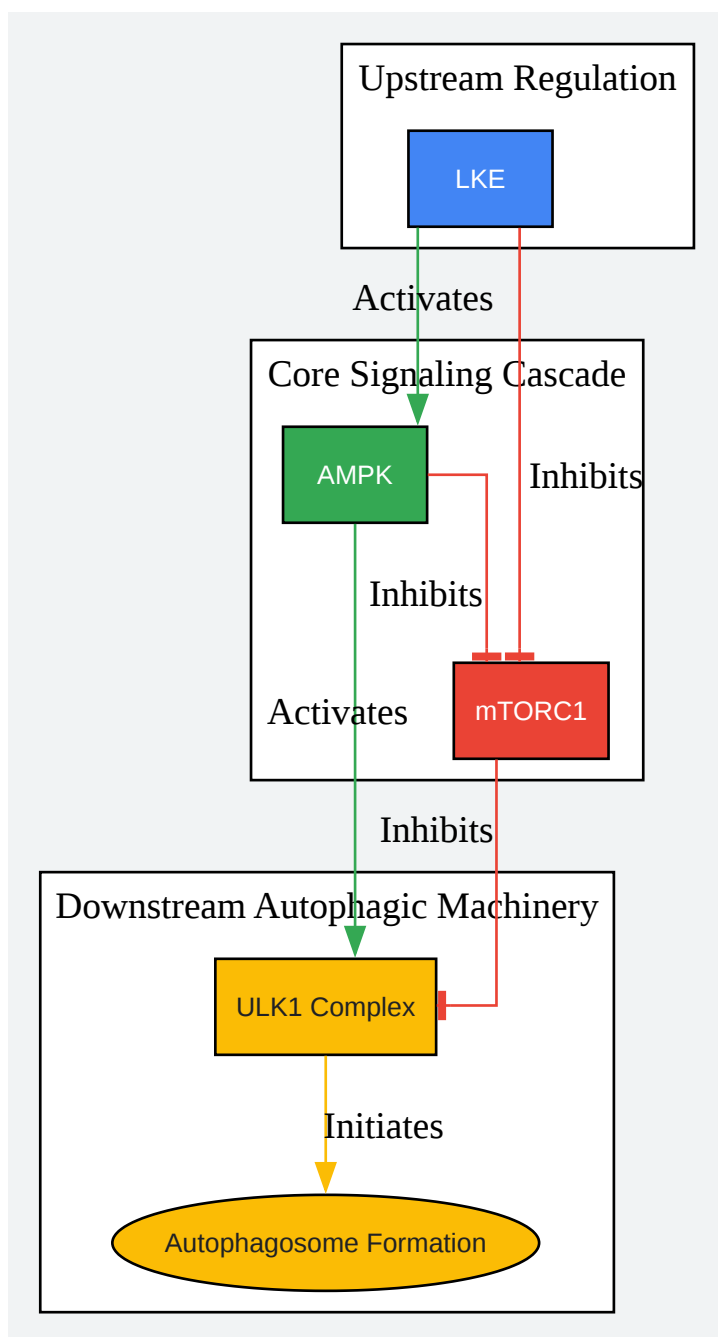 Upstream Regulation
LKE
Activates
Core Signaling Cascade
AMPK
Inhibits
Inhibits
Activates
mTORC1
Inhibits
Downstream Autophagic Machinery
ULK1 Complex
Initiates
Autophagosome Formation